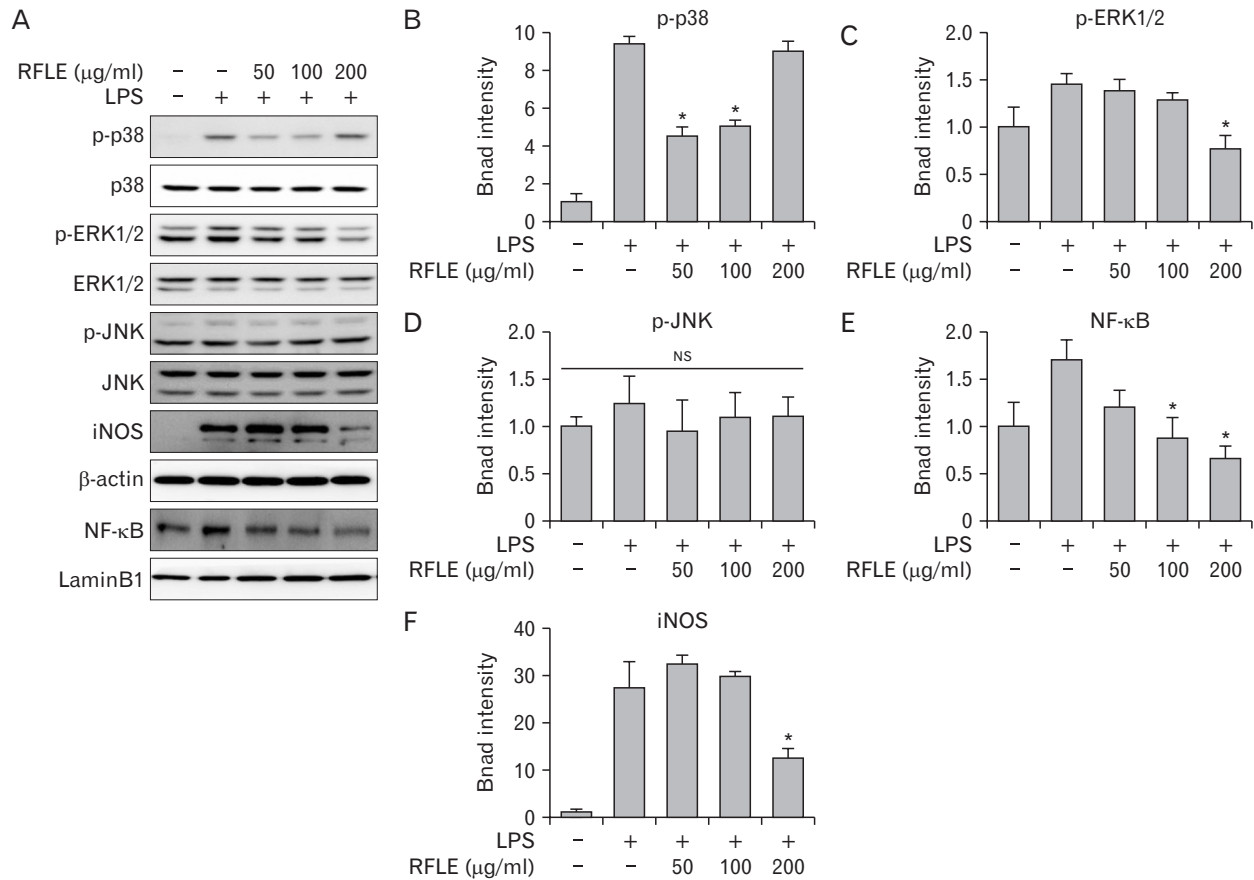 A
RFLE (μg/ml) – – 50 100 200
LPS – + + + +
p-p38
p38
p-ERK1/2
ERK1/2
p-JNK
JNK
iNOS
β-actin
NF-κB
LaminB1
B
p-p38
Bnad intensity
10
8
6
4
2
0
* *
LPS – + + + +
RFLE (μg/ml) – – 50 100 200
C
p-ERK1/2
Bnad intensity
2.0
1.5
1.0
0.5
0
*
LPS – + + + +
RFLE (μg/ml) – – 50 100 200
D
p-JNK
Bnad intensity
2.0
1.5
1.0
0.5
0
NS
LPS – + + + +
RFLE (μg/ml) – – 50 100 200
E
NF-κB
Bnad intensity
2.0
1.5
1.0
0.5
0
* *
LPS – + + + +
RFLE (μg/ml) – – 50 100 200
F
iNOS
Bnad intensity
40
30
20
10
0
*
LPS – + + + +
RFLE (μg/ml) – – 50 100 200